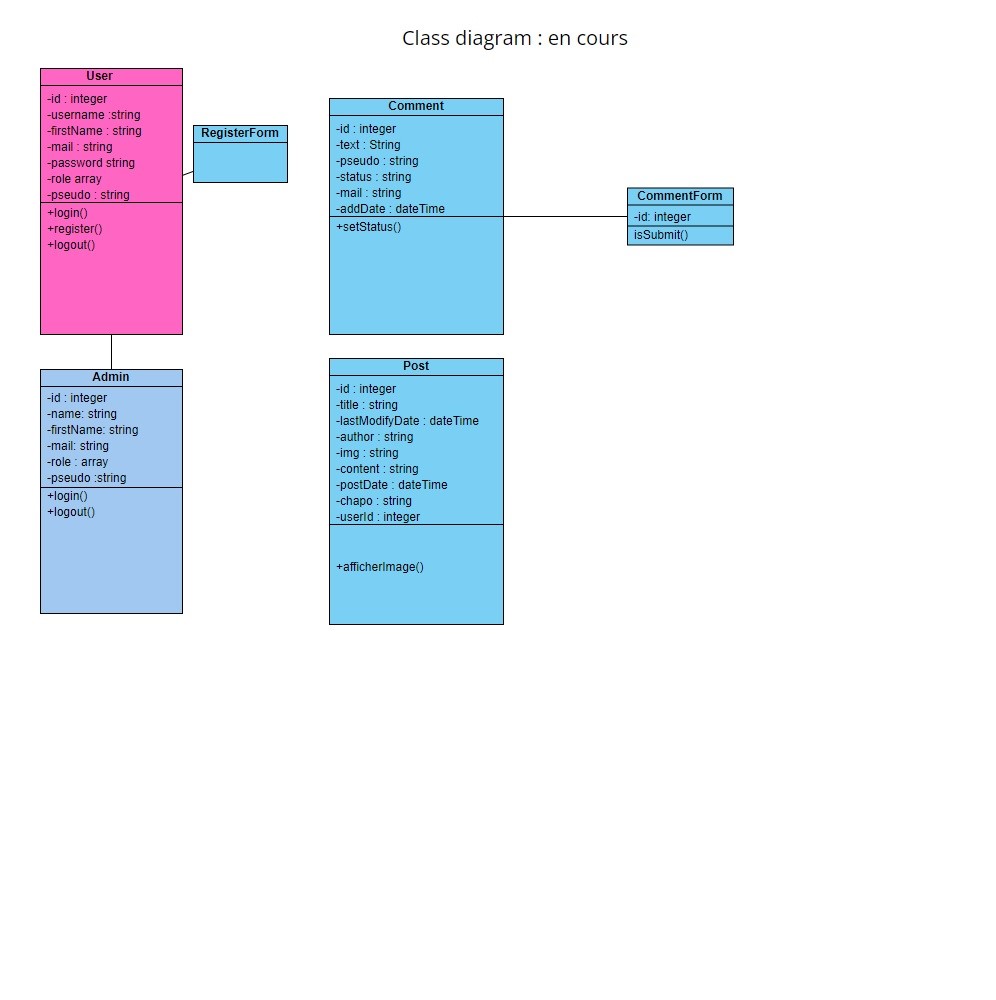 Class diagram : en cours
User
-id : integer
-username :string
-firstName : string
-mail : string
-password string
-role array
-pseudo : string
+login()
+register()
+logout()
RegisterForm
Comment
-id : integer
-text : String
-pseudo : string
-status : string
-mail : string
-addDate : dateTime
+setStatus()
CommentForm
-id: integer
isSubmit()
Admin
-id : integer
-name: string
-firstName: string
-mail: string
-role : array
-pseudo :string
+login()
+logout()
Post
-id : integer
-title : string
-lastModifyDate : dateTime
-author : string
-img : string
-content : string
-postDate : dateTime
-chapo : string
-userId : integer
+afficherImage()